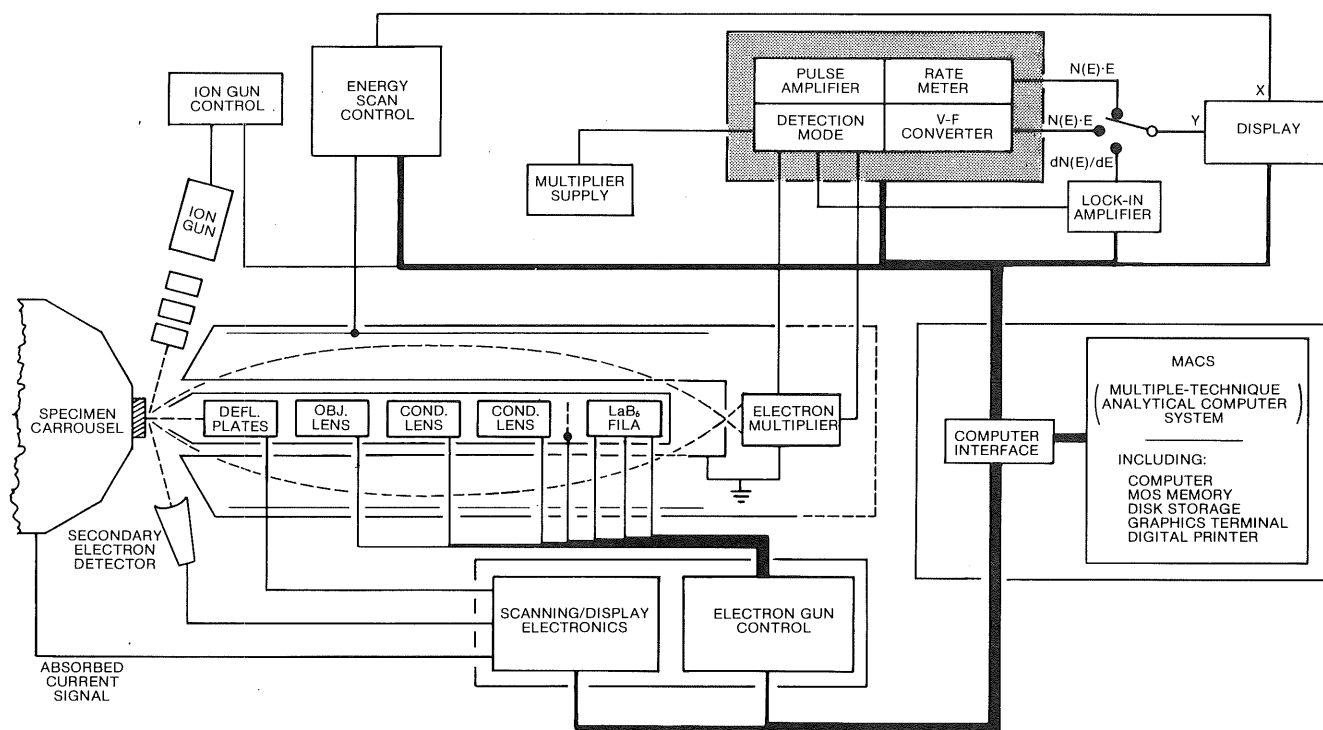 ION GUN
CONTROL
ENERGY
SCAN
CONTROL
PULSE
AMPLIFIER
RATE
METER
DETECTION
MODE
V-F
CONVERTER
N(E)·E
N(E)·E
dN(E)/dE
X
Y
DISPLAY
MULTIPLIER
SUPPLY
LOCK-IN
AMPLIFIER
ION
GUN
SPECIMEN
CARROUSEL
DEFL.
PLATES
OBJ.
LENS
COND.
LENS
COND.
LENS
LaB₆
FILA
ELECTRON
MULTIPLIER
COMPUTER
INTERFACE
MACS
(MULTIPLE-TECHNIQUE
ANALYTICAL COMPUTER
SYSTEM)
INCLUDING:
COMPUTER
MOS MEMORY
DISK STORAGE
GRAPHICS TERMINAL
DIGITAL PRINTER
SECONDARY
ELECTRON
DETECTOR
SCANNING/DISPLAY
ELECTRONICS
ELECTRON GUN
CONTROL
ABSORBED
CURRENT
SIGNAL